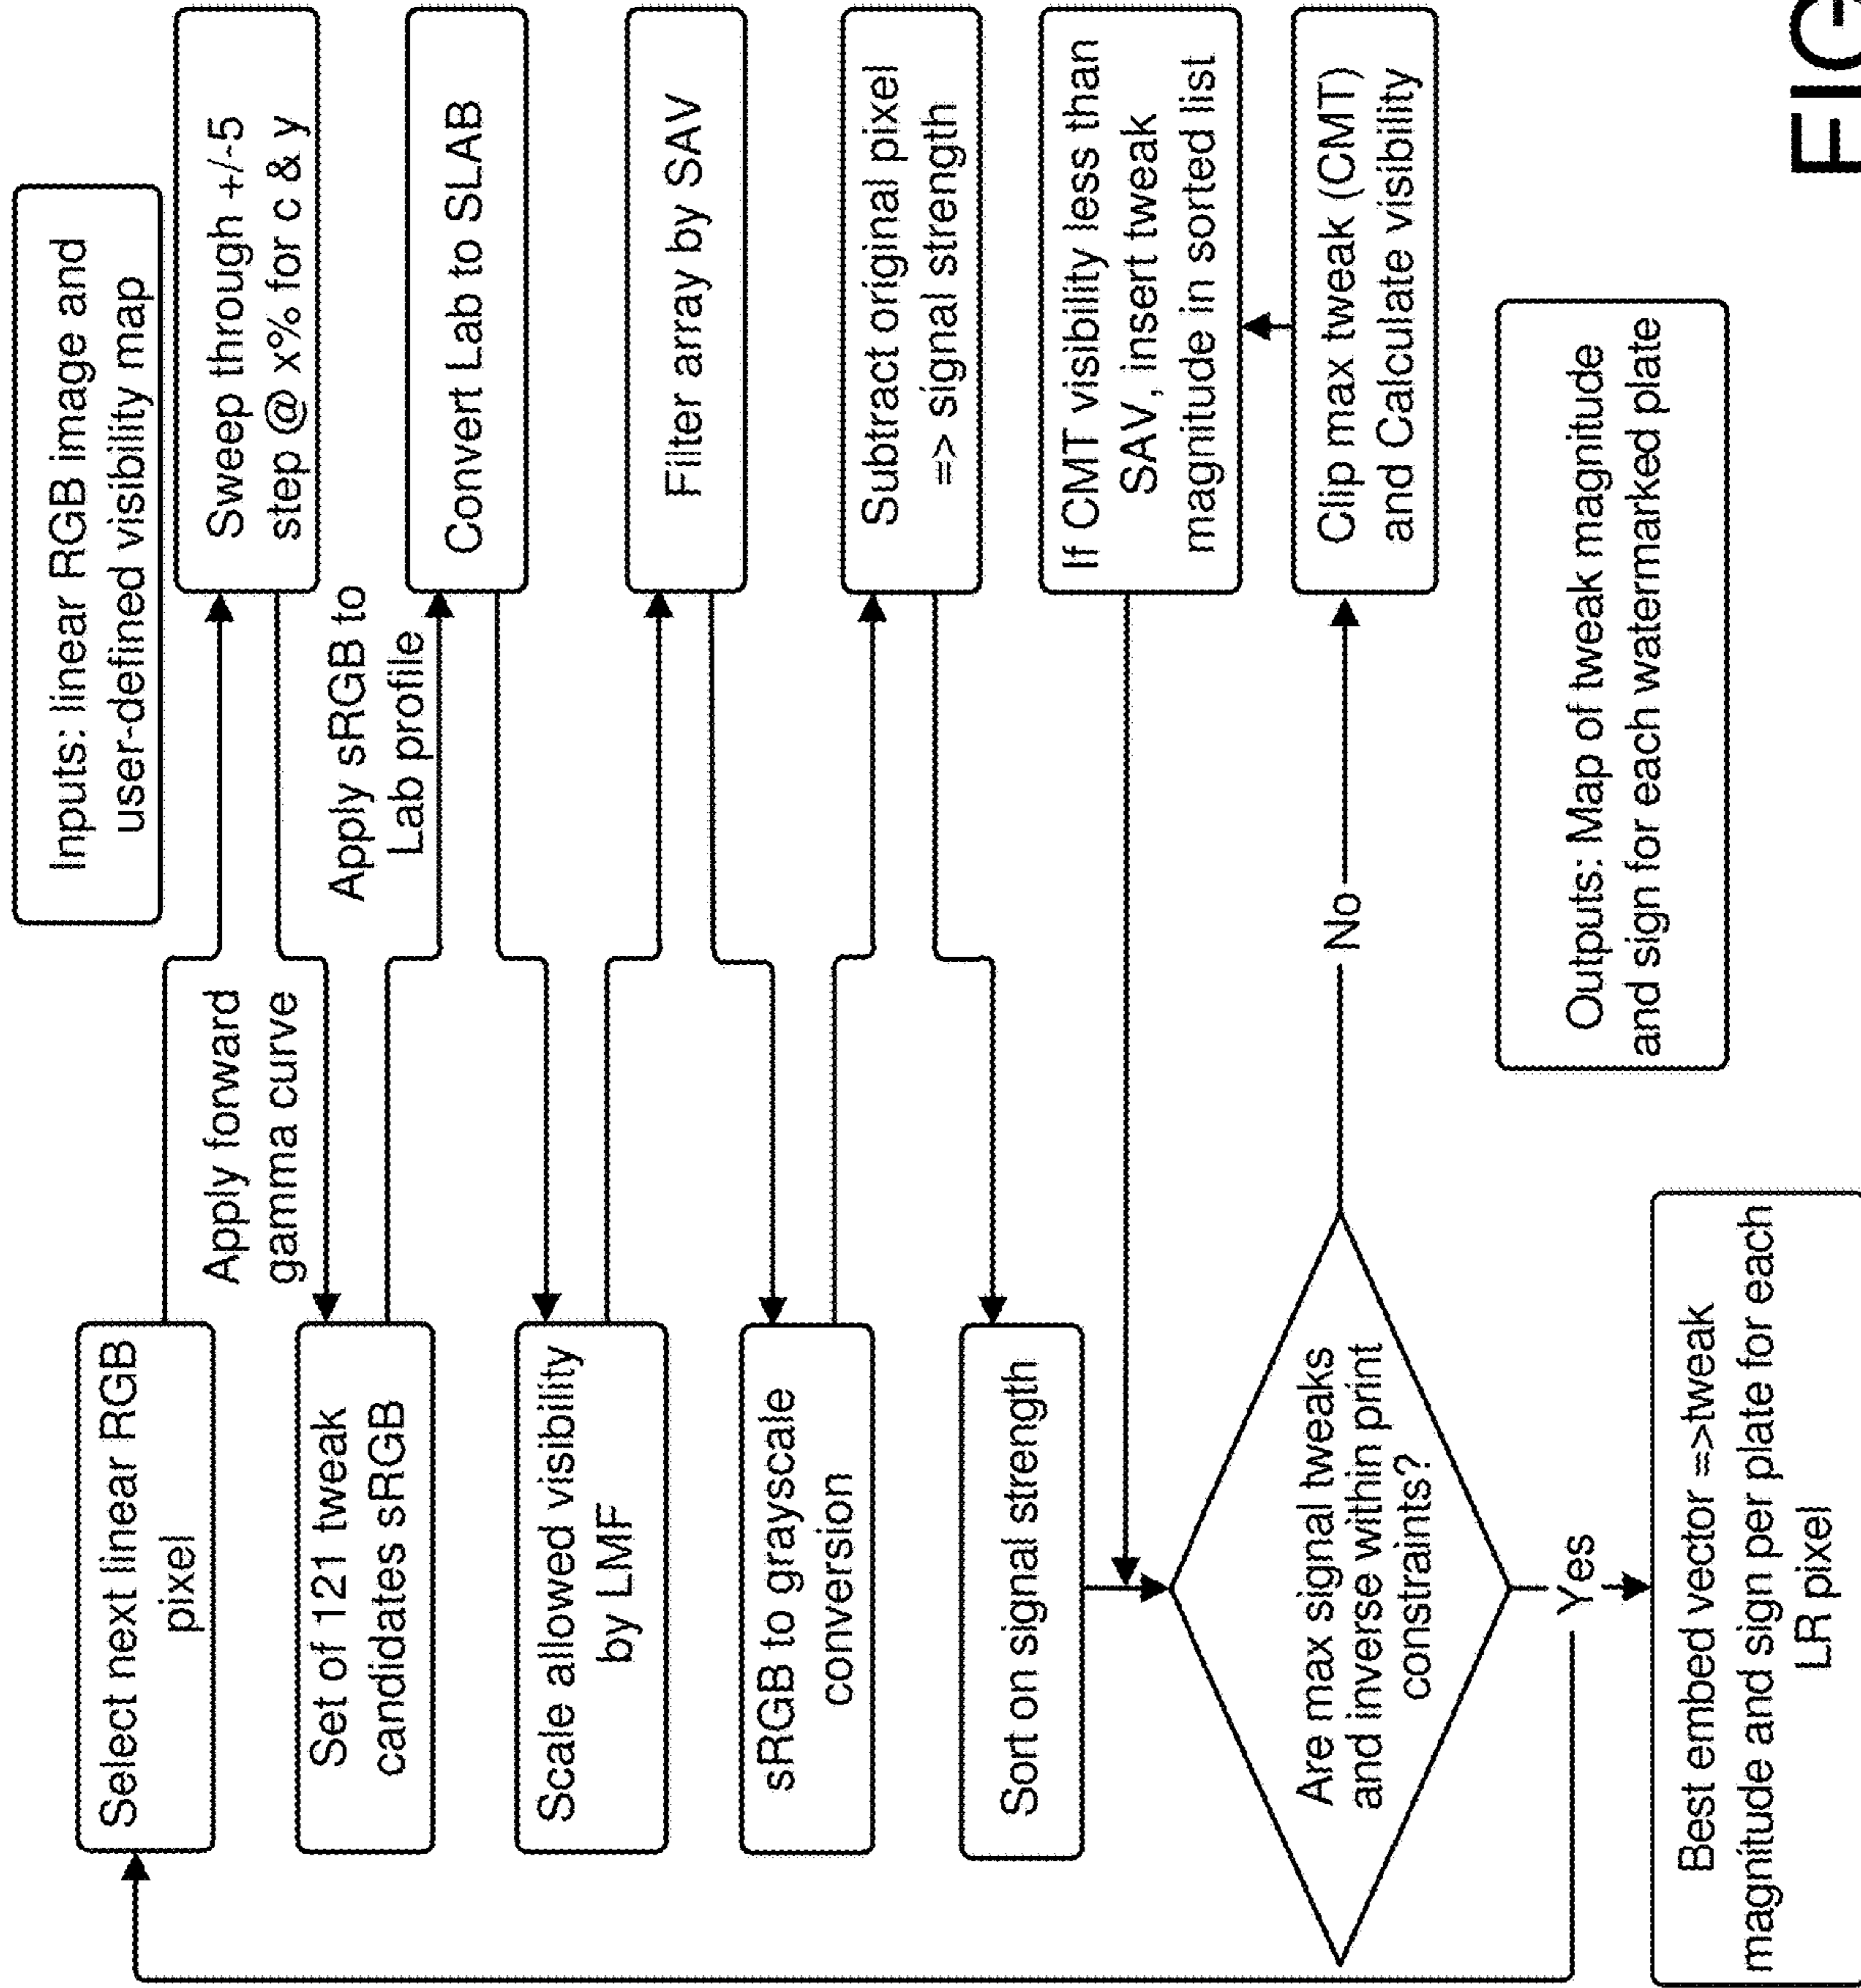 Inputs: linear RGB image and
user-defined visibility map
Select next linear RGB
pixel
Sweep through +/-5
step @ x% for c & y
Apply forward
gamma curve
Set of 121 tweak
candidates sRGB
Apply sRGB to
Lab profile
Convert Lab to SLAB
Scale allowed visibility
by LMF
Filter array by SAV
sRGB to grayscale
conversion
Subtract original pixel
=> signal strength
Sort on signal strength
If CMT visibility less than
SAV, insert tweak
magnitude in sorted list
Are max signal tweaks
and inverse within print
constraints?
No
Clip max tweak (CMT)
and Calculate visibility
Yes
Best embed vector =>tweak
magnitude and sign per plate for each
LR pixel
Outputs: Map of tweak magnitude
and sign for each watermarked plate
FIG